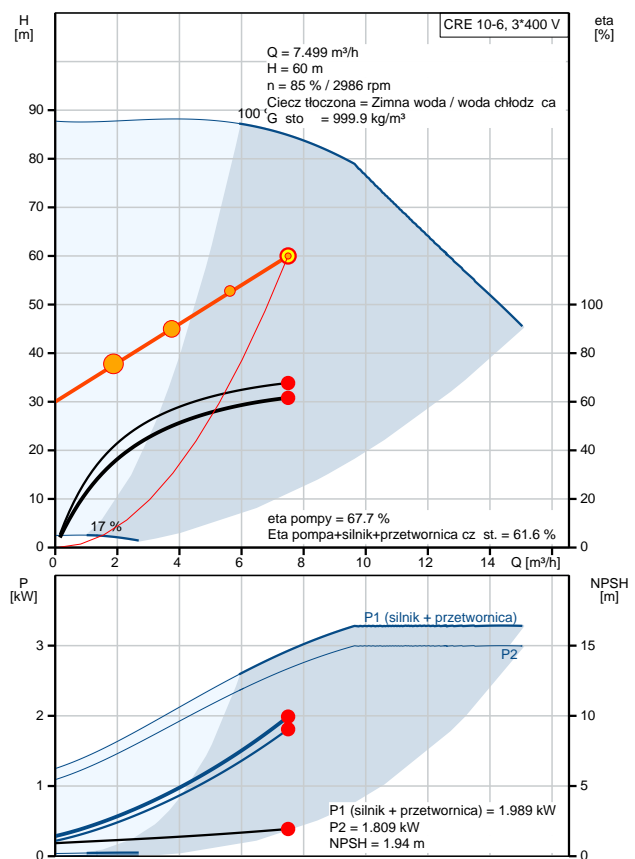 H
[m]
CRE 10-6, 3*400 V
eta
[%]
Q = 7.499 m³/h
H = 60 m
n = 85 % / 2986 rpm
Ciecz tłoczona = Zimna woda / woda chłodz ca
G sto = 999.9 kg/m³
100 %
90
80
70
60
50
40
30
20
10
0
100
80
60
40
20
0
17 %
eta pompy = 67.7 %
Eta pompa+silnik+przetwornica cz st. = 61.6 %
0 2 4 6 8 10 12 14 Q [m³/h]
P
[kW]
NPSH
[m]
P1 (silnik + przetwornica)
P2
3
2
1
0
15
10
5
0
P1 (silnik + przetwornica) = 1.989 kW
P2 = 1.809 kW
NPSH = 1.94 m